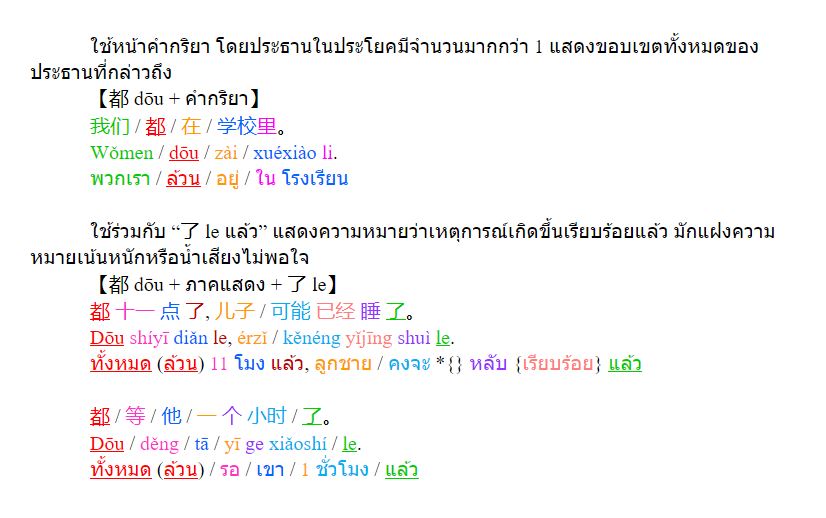 ใช้หน้าคำกริยา โดยประธานในประโยคมีจำนวนมากกว่า 1 แสดงขอบเขตทั้งหมดของ
ประธานที่กล่าวถึง
【都 dōu + คำกริยา】
我们 / 都 / 在 / 学校里。
Wǒmen / dōu / zài / xuéxiào li.
พวกเรา / ล้วน / อยู่ / ใน โรงเรียน
ใช้ร่วมกับ “了 le แล้ว” แสดงความหมายว่าเหตุการณ์เกิดขึ้นเรียบร้อยแล้ว มักแฝงความ
หมายเน้นหนักหรือน้ำเสียงไม่พอใจ
【都 dōu + ภาคแสดง + 了 le】
都 十一 点 了, 儿子 / 可能 已经 睡 了。
Dōu shíyī diǎn le, érzǐ / kěnéng yǐjīng shuì le.
ทั้งหมด (ล้วน) 11 โมง แล้ว, ลูกชาย / คงจะ *{} หลับ {เรียบร้อย} แล้ว
都 / 等 / 他 / 一 个 小时 / 了。
Dōu / děng / tā / yī ge xiǎoshí / le.
ทั้งหมด (ล้วน) / รอ / เขา / 1 ชั่วโมง / แล้ว